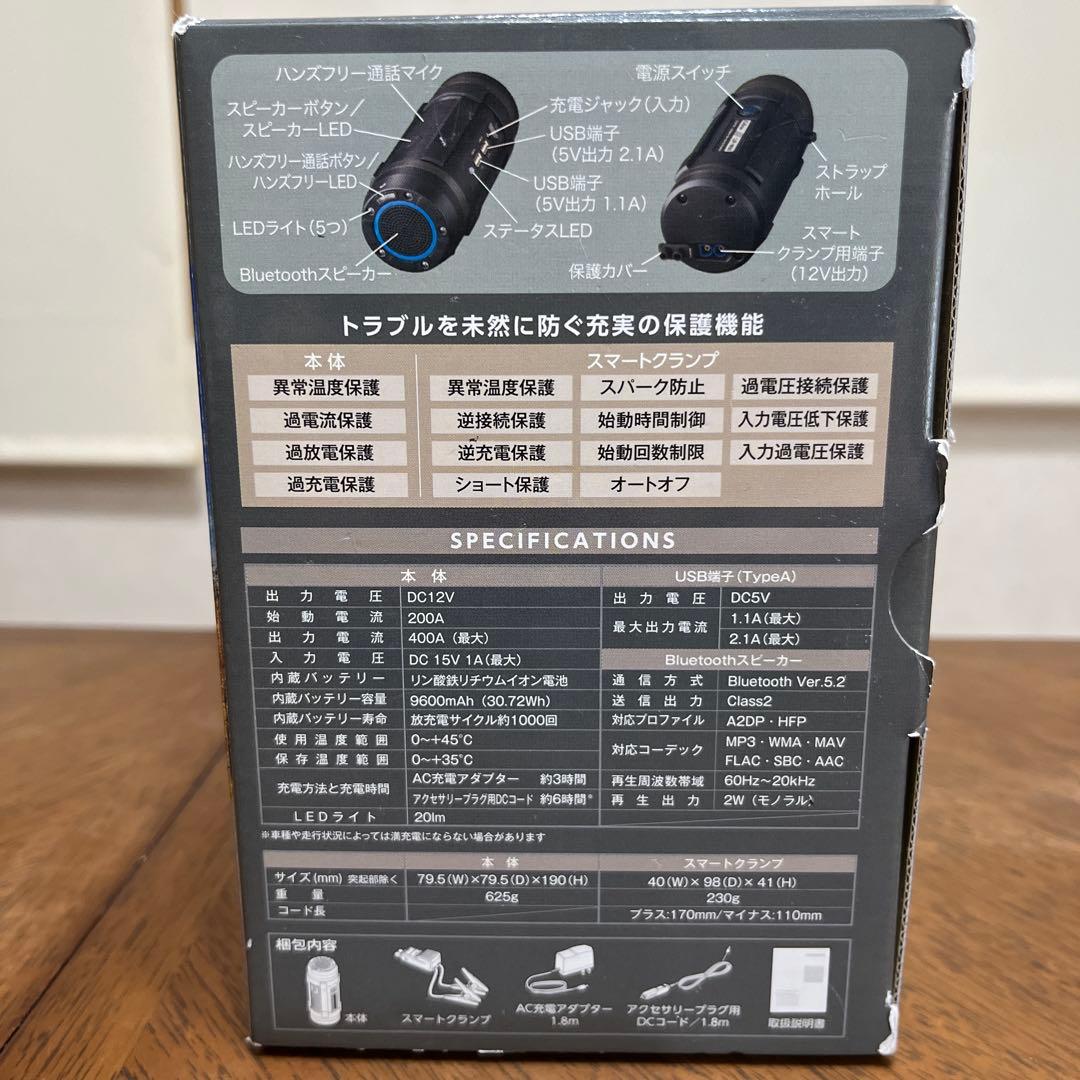 ハンズフリー通話マイク
スピーカーボタン/
スピーカーLED
ハンズフリー通話ボタン/
ハンズフリーLED
LEDライト(5つ)
Bluetoothスピーカー
充電ジャック(入力)
USB端子
(5V出力 2.1A)
USB端子
(5V出力 1.1A)
ステータスLED
電源スイッチ
ストラップ
ホール
スマート
クランプ用端子
(12V出力)
保護カバー
DC
トラブルを未然に防ぐ充実の保護機能
本体 スマートクランプ
異常温度保護 異常温度保護 スパーク防止 過電圧接続保護
過電流保護 逆接続保護 始動時間制御 入力電圧低下保護
過放電保護 逆充電保護 始動回数制限 入力過電圧保護
過充電保護 ショート保護 オートオフ
SPECIFICATIONS
本体
出力電圧 DC12V
始動電流 200A
出力電流 400A(最大)
入力電圧 DC 15V 1A(最大)
内蔵バッテリー リン酸鉄リチウムイオン電池
内蔵バッテリー容量 9600mAh(30.72Wh)
内蔵バッテリー寿命 放充電サイクル約1000回
使用温度範囲 0~+45℃
保存温度範囲 0~+35℃
充電方法と充電時間 AC充電アダプター 約3時間
アクセサリープラグ用DCコード 約6時間※
LEDライト 20lm
USB端子(TypeA)
出力電圧 DC5V
最大出力電流 1.1A(最大)
2.1A(最大)
Bluetoothスピーカー
通信方式 Bluetooth Ver.5.2
送信出力 Class2
対応プロファイル A2DP・HFP
対応コーデック MP3・WMA・MAV
FLAC・SBC・AAC
再生周波数帯域 60Hz~20kHz
再生出力 2W(モノラル)
※車種や走行状況によっては満充電にならない場合があります
本体 スマートクランプ
サイズ(mm) 突起部除く 79.5(W)×79.5(D)×190(H) 40(W)×98(D)×41(H)
重量 625g 230g
コード長 プラス:170mm/マイナス:110mm
梱包内容
本体
スマートクランプ
AC充電アダプター
1.8m
アクセサリープラグ用
DCコード/1.8m
取扱説明書